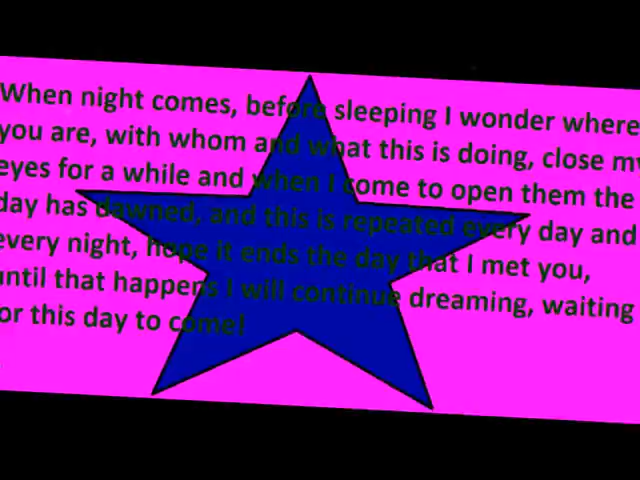 When night comes, before sleeping I wonder where
you are, with whom and what this is doing, close my
eyes for a while and when I come to open them the
day has dawned, and this is repeated every day and
every night, hope it ends the day that I met you,
until that happens I will continue dreaming, waiting
for this day to come!